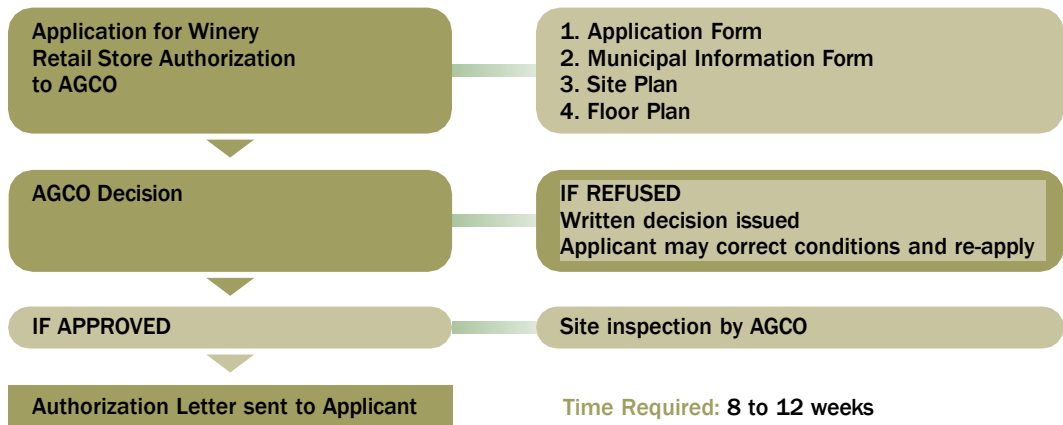 Application for Winery
Retail Store Authorization
to AGCO
1. Application Form
2. Municipal Information Form
3. Site Plan
4. Floor Plan
AGCO Decision
IF REFUSED
Written decision issued
Applicant may correct conditions and re-apply
IF APPROVED
Site inspection by AGCO
Authorization Letter sent to Applicant
Time Required: 8 to 12 weeks